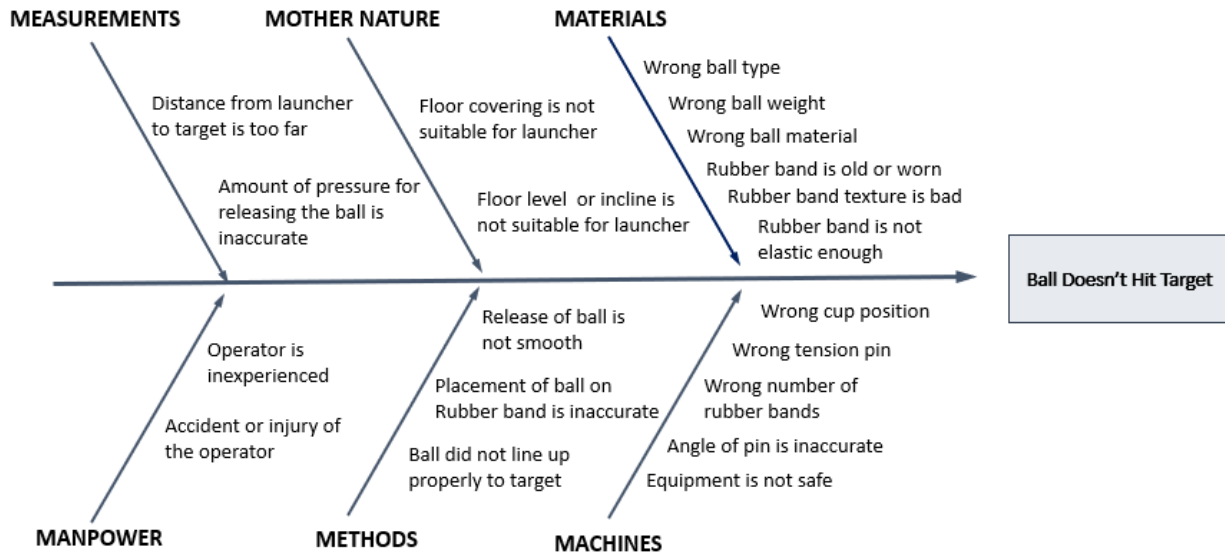 MEASUREMENTS
MOTHER NATURE
MATERIALS
Distance from launcher
to target is too far
Amount of pressure for
releasing the ball is
inaccurate
Floor covering is not
suitable for launcher
Floor level or incline is
not suitable for launcher
Wrong ball type
Wrong ball weight
Wrong ball material
Rubber band is old or worn
Rubber band texture is bad
Rubber band is not
elastic enough
Ball Doesn't Hit Target
Operator is
inexperienced
Accident or injury of
the operator
Release of ball is
not smooth
Placement of ball on
Rubber band is inaccurate
Ball did not line up
properly to target
Wrong cup position
Wrong tension pin
Wrong number of
rubber bands
Angle of pin is inaccurate
Equipment is not safe
MANPOWER
METHODS
MACHINES